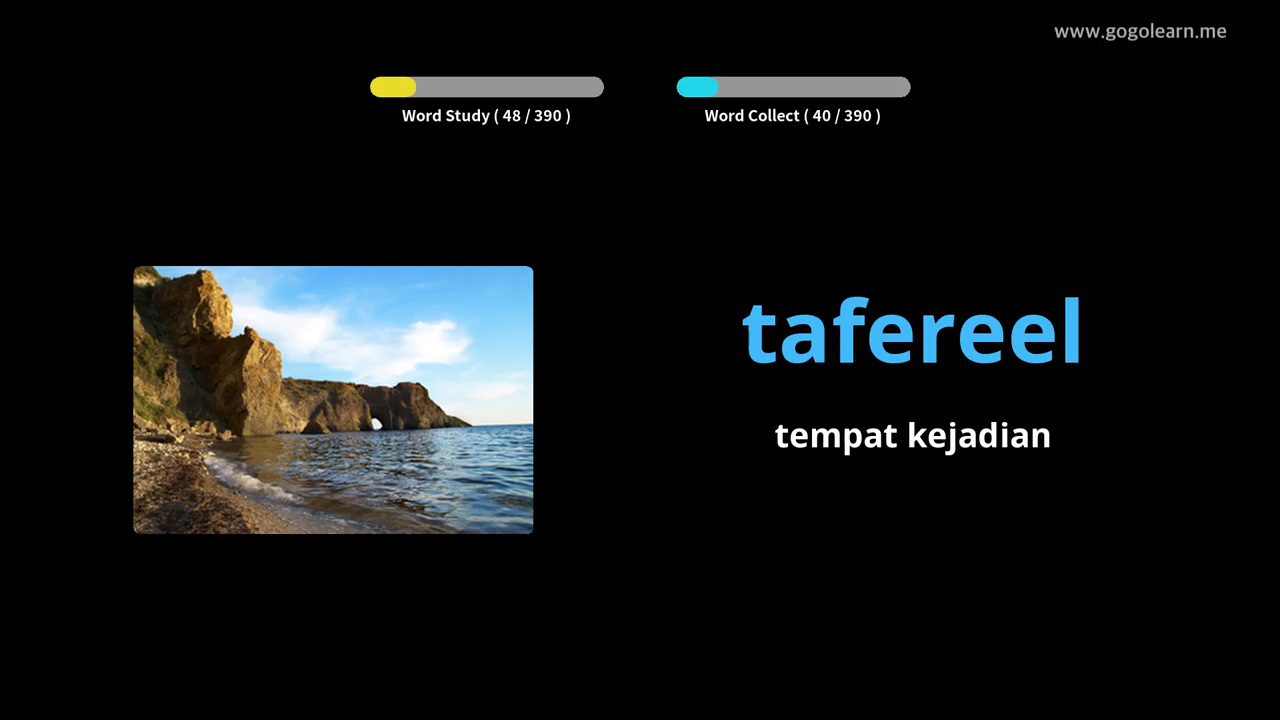 www.gogolearn.me
Word Study ( 48 / 390 )
Word Collect ( 40 / 390 )
tafereel
tempat kejadian